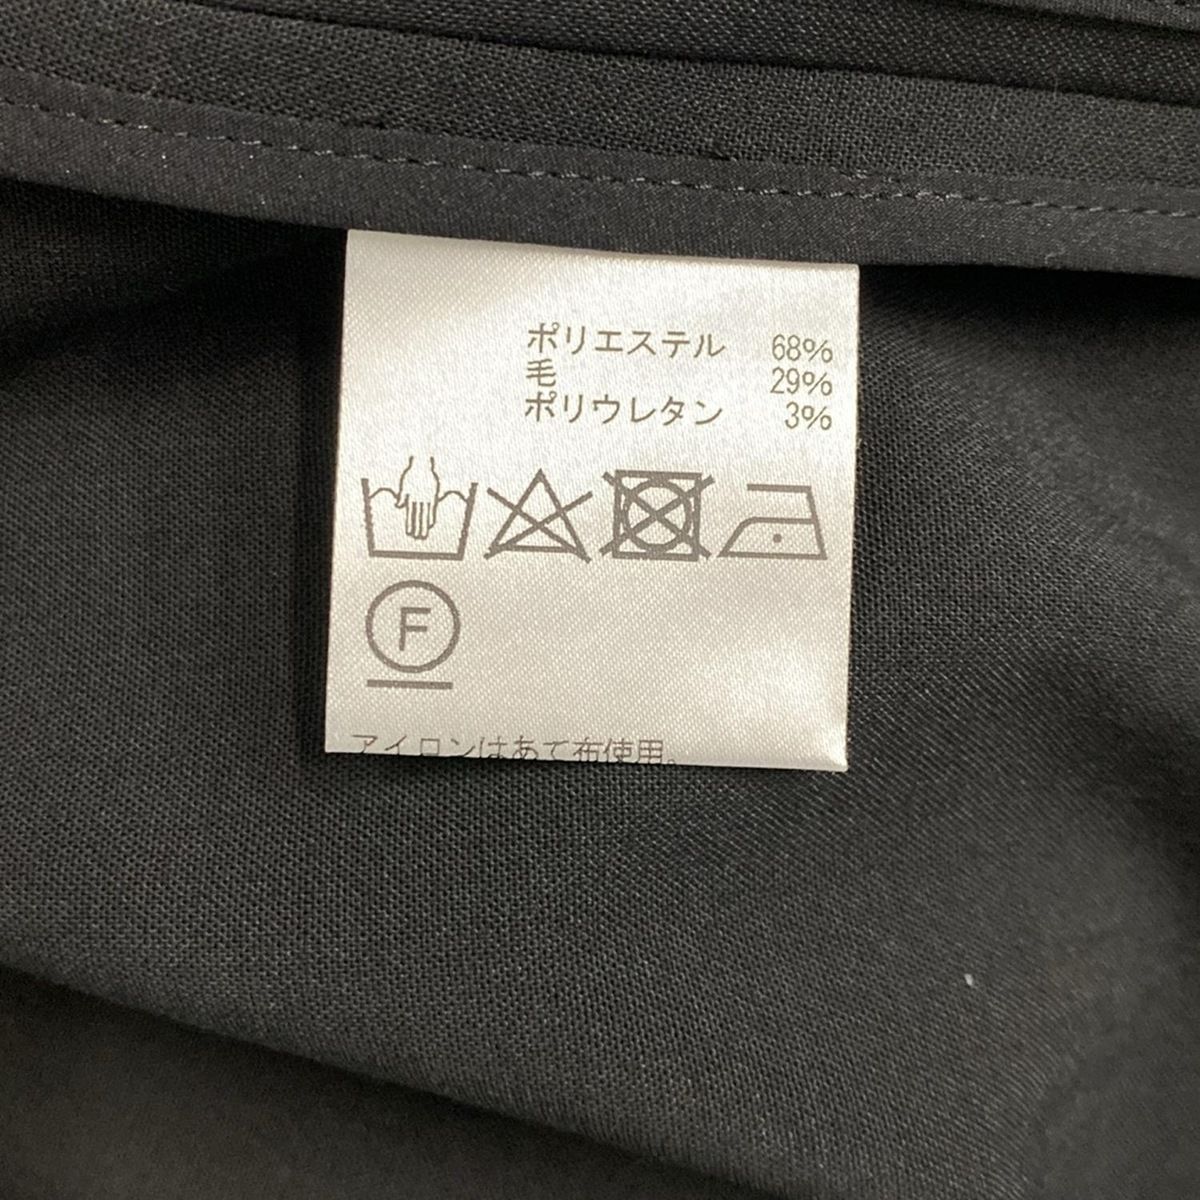 ポリエステル 68%
毛 29%
ポリウレタン 3%
F
アイロンはあて布使用。